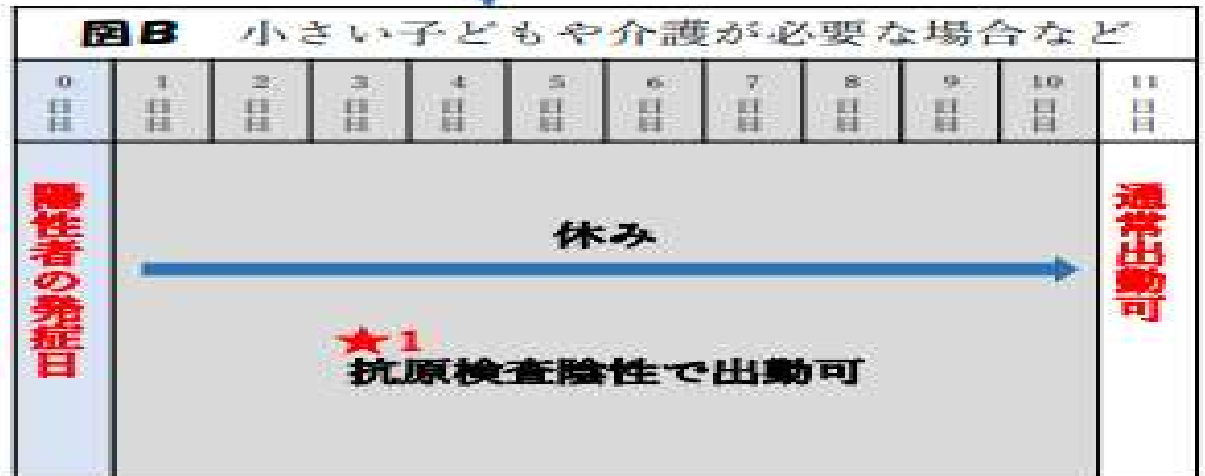 図B 小さい子どもや介護が必要な場合など
0日目 1日目 2日目 3日目 4日目 5日目 6日目 7日目 8日目 9日目 10日目 11日目
陽性者の発症日
休み
★1
抗原検査陰性で出勤可
通常出勤可